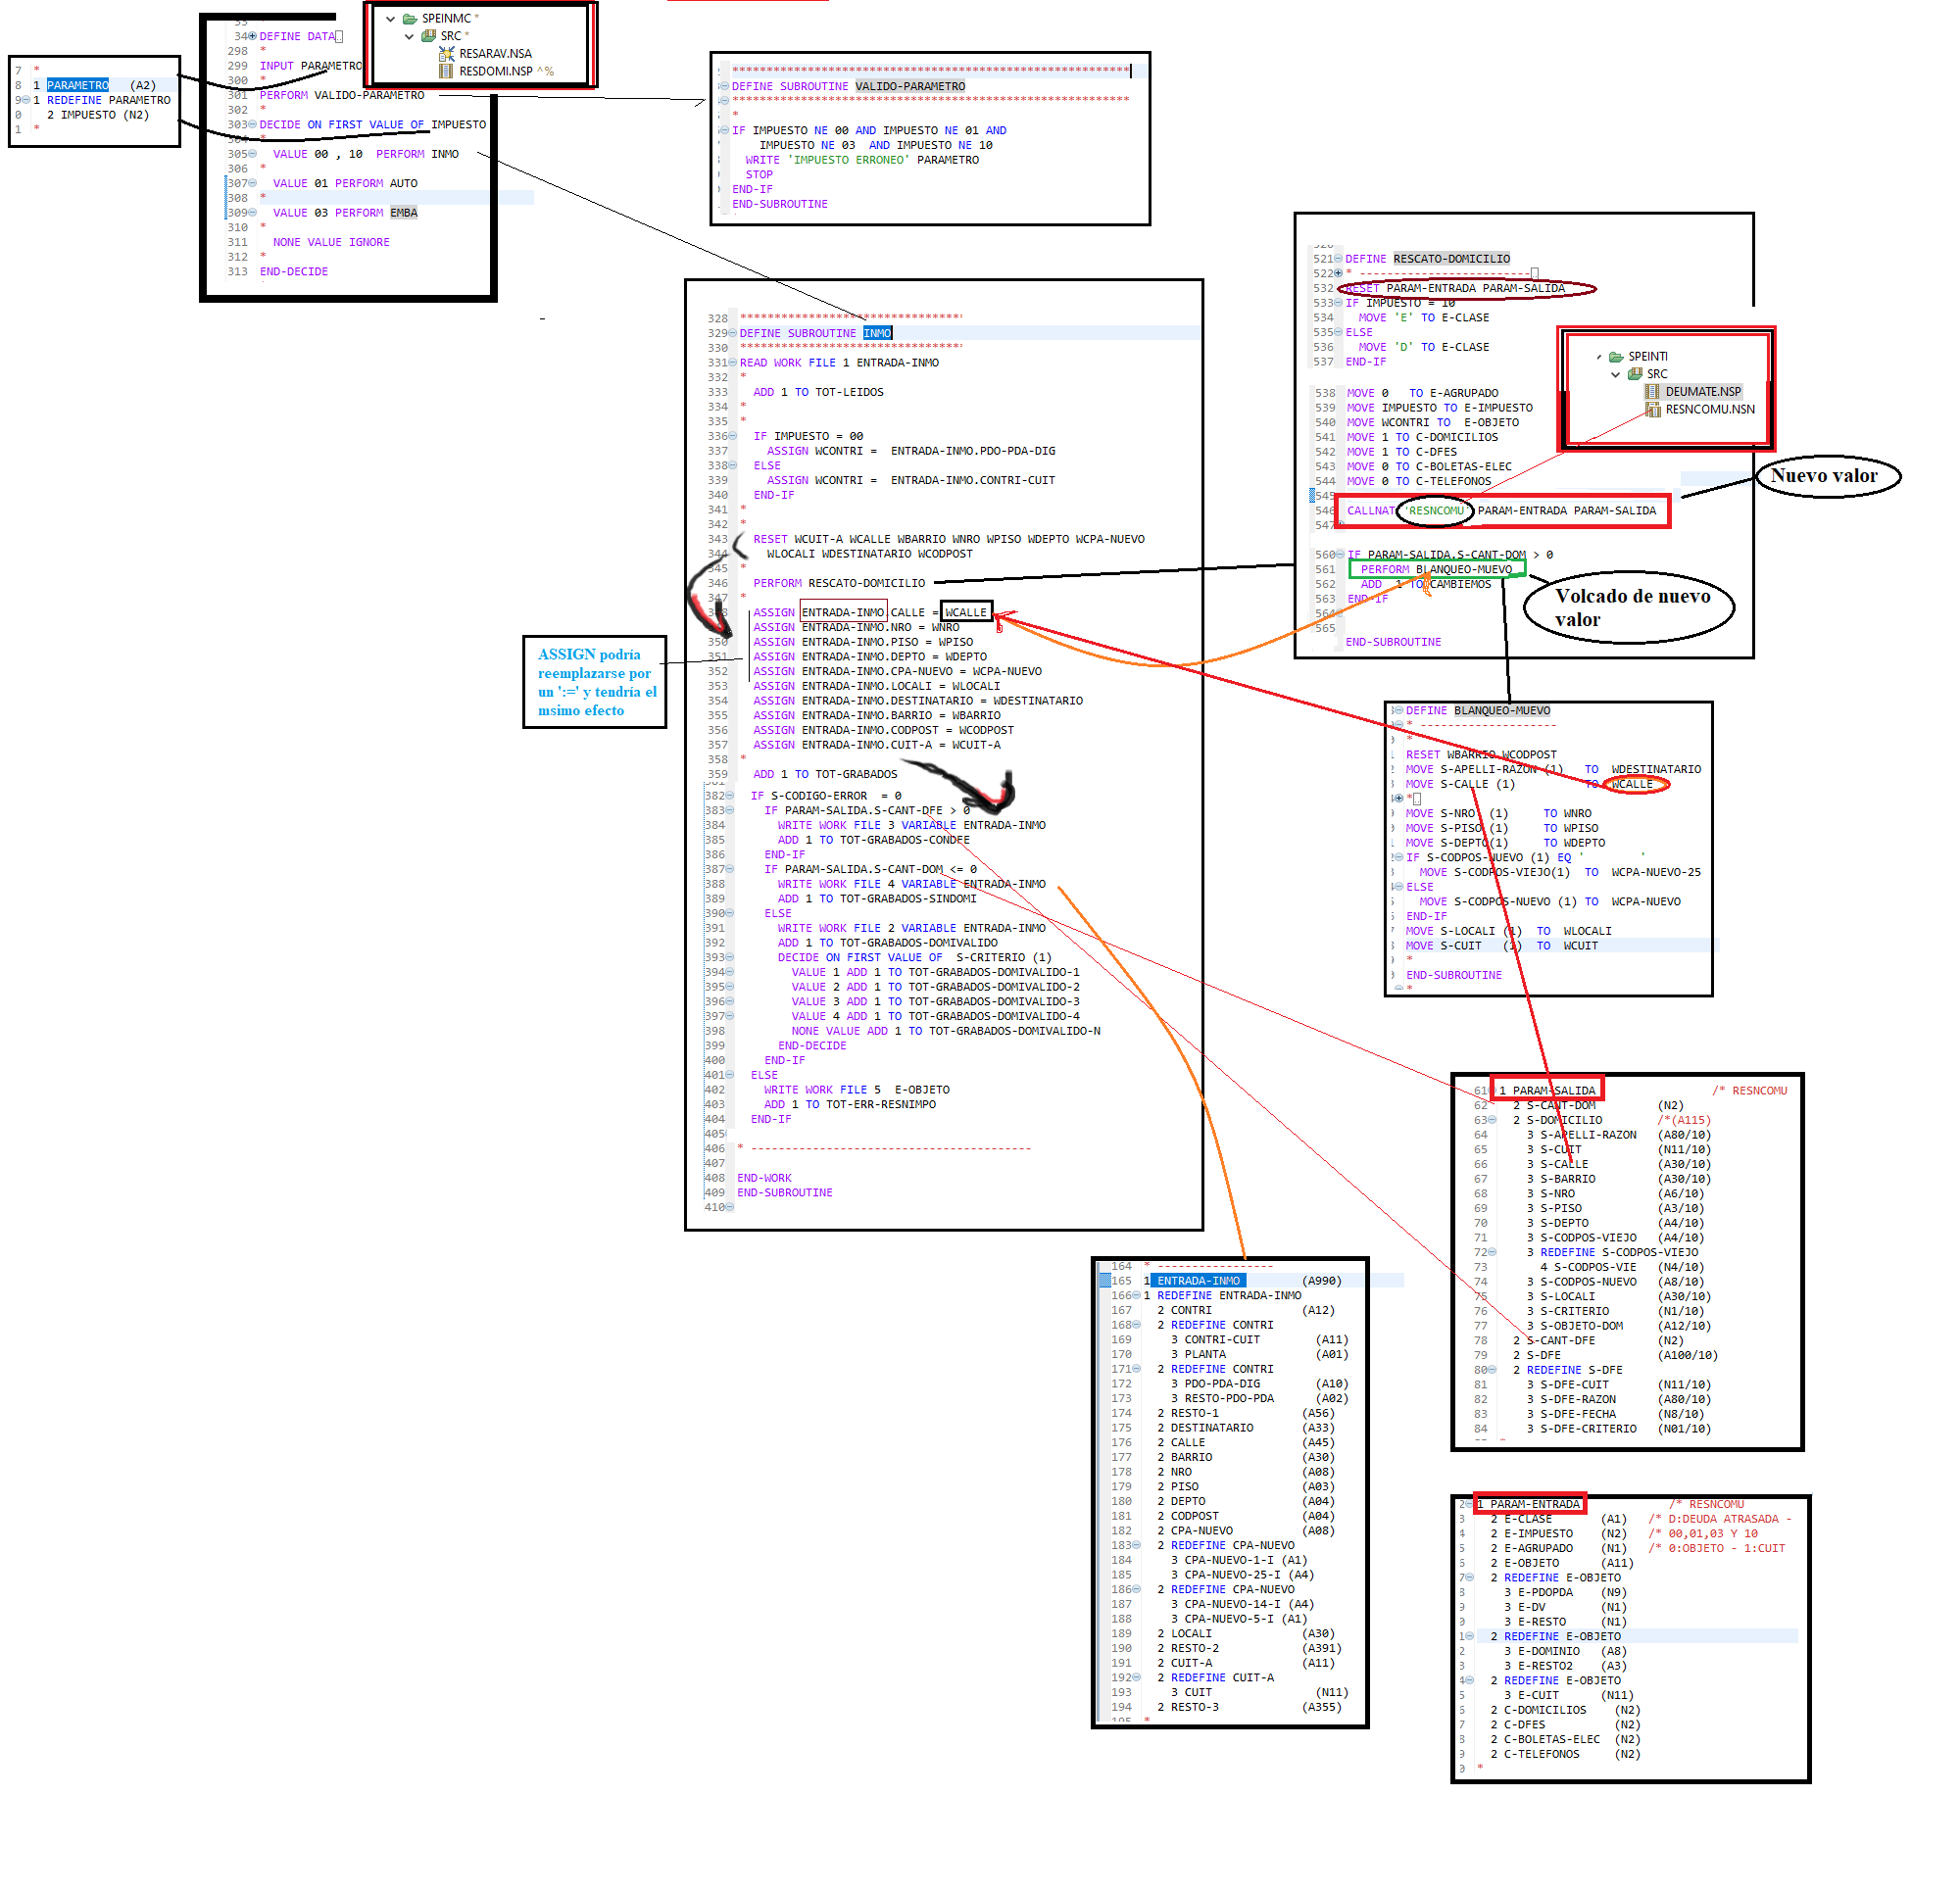 7 *
8 1 PARAMETRO (A2)
9 1 REDEFINE PARAMETRO
0 2 IMPUESTO (N2)
1 *
34 DEFINE DATA
298 *
299 INPUT PARAMETRO
300 *
301 PERFORM VALIDO-PARAMETRO
302 *
303 DECIDE ON FIRST VALUE OF IMPUESTO
304 *
305 VALUE 00 , 10 PERFORM INMO
306 *
307 VALUE 01 PERFORM AUTO
308 *
309 VALUE 03 PERFORM EMBA
310 *
311 NONE VALUE IGNORE
312 *
313 END-DECIDE
SPEINMC *
SRC *
RESARAV.NSA
RESDOMI.NSP ^%
**********************************************************
DEFINE SUBROUTINE VALIDO-PARAMETRO
**********************************************************
*
IF IMPUESTO NE 00 AND IMPUESTO NE 01 AND
IMPUESTO NE 03 AND IMPUESTO NE 10
WRITE 'IMPUESTO ERRONEO' PARAMETRO
STOP
END-IF
END-SUBROUTINE
328 *********************************
329 DEFINE SUBROUTINE INMO
330 *********************************
331 READ WORK FILE 1 ENTRADA-INMO
332 *
333 ADD 1 TO TOT-LEIDOS
334 *
335 *
336 IF IMPUESTO = 00
337 ASSIGN WCONTRI = ENTRADA-INMO.PDO-PDA-DIG
338 ELSE
339 ASSIGN WCONTRI = ENTRADA-INMO.CONTRI-CUIT
340 END-IF
341 *
342 *
343 RESET WCUIT-A WCALLE WBARRIO WNRO WPISO WDEPTO WCPA-NUEVO
344 WLOCALI WDESTINATARIO WCODPOST
345 *
346 PERFORM RESCATO-DOMICILIO
347 *
348 ASSIGN ENTRADA-INMO.CALLE = WCALLE
349 ASSIGN ENTRADA-INMO.NRO = WNRO
350 ASSIGN ENTRADA-INMO.PISO = WPISO
351 ASSIGN ENTRADA-INMO.DEPTO = WDEPTO
352 ASSIGN ENTRADA-INMO.CPA-NUEVO = WCPA-NUEVO
353 ASSIGN ENTRADA-INMO.LOCALI = WLOCALI
354 ASSIGN ENTRADA-INMO.DESTINATARIO = WDESTINATARIO
355 ASSIGN ENTRADA-INMO.BARRIO = WBARRIO
356 ASSIGN ENTRADA-INMO.CODPOST = WCODPOST
357 ASSIGN ENTRADA-INMO.CUIT-A = WCUIT-A
358 *
359 ADD 1 TO TOT-GRABADOS
382 IF S-CODIGO-ERROR = 0
383 IF PARAM-SALIDA.S-CANT-DFE > 0
384 WRITE WORK FILE 3 VARIABLE ENTRADA-INMO
385 ADD 1 TO TOT-GRABADOS-CONDFE
386 END-IF
387 IF PARAM-SALIDA.S-CANT-DOM <= 0
388 WRITE WORK FILE 4 VARIABLE ENTRADA-INMO
389 ADD 1 TO TOT-GRABADOS-SINDOMI
390 ELSE
391 WRITE WORK FILE 2 VARIABLE ENTRADA-INMO
392 ADD 1 TO TOT-GRABADOS-DOMIVALIDO
393 DECIDE ON FIRST VALUE OF S-CRITERIO (1)
394 VALUE 1 ADD 1 TO TOT-GRABADOS-DOMIVALIDO-1
395 VALUE 2 ADD 1 TO TOT-GRABADOS-DOMIVALIDO-2
396 VALUE 3 ADD 1 TO TOT-GRABADOS-DOMIVALIDO-3
397 VALUE 4 ADD 1 TO TOT-GRABADOS-DOMIVALIDO-4
398 NONE VALUE ADD 1 TO TOT-GRABADOS-DOMIVALIDO-N
399 END-DECIDE
400 END-IF
401 ELSE
402 WRITE WORK FILE 5 E-OBJETO
403 ADD 1 TO TOT-ERR-RESNIMPO
404 END-IF
405
406 * -----------------------------------------
407
408 END-WORK
409 END-SUBROUTINE
410
ASSIGN podría
reemplazarse por
un ':=' y tendría el
msimo efecto
521 DEFINE RESCATO-DOMICILIO
522 * -------------------------
532 RESET PARAM-ENTRADA PARAM-SALIDA
533 IF IMPUESTO = 10
534 MOVE 'E' TO E-CLASE
535 ELSE
536 MOVE 'D' TO E-CLASE
537 END-IF
538 MOVE 0 TO E-AGRUPADO
539 MOVE IMPUESTO TO E-IMPUESTO
540 MOVE WCONTRI TO E-OBJETO
541 MOVE 1 TO C-DOMICILIOS
542 MOVE 1 TO C-DFES
543 MOVE 0 TO C-BOLETAS-ELEC
544 MOVE 0 TO C-TELEFONOS
545
546 CALLNAT 'RESNCOMU' PARAM-ENTRADA PARAM-SALIDA
547
560 IF PARAM-SALIDA.S-CANT-DOM > 0
561 PERFORM BLANQUEO-MUEVO
562 ADD 1 TO CAMBIEMOS
563 END-IF
564
565
END-SUBROUTINE
SPEINTI
SRC
DEUMATE.NSP
RESNCOMU.NSN
Nuevo valor
Volcado de nuevo
valor
DEFINE BLANQUEO-MUEVO
* --------------------
*
RESET WBARRIO WCODPOST
MOVE S-APELLI-RAZON (1) TO WDESTINATARIO
MOVE S-CALLE (1) TO WCALLE
*
MOVE S-NRO (1) TO WNRO
MOVE S-PISO (1) TO WPISO
MOVE S-DEPTO(1) TO WDEPTO
IF S-CODPOS-NUEVO (1) EQ '        '
MOVE S-CODPOS-VIEJO(1) TO WCPA-NUEVO-25
ELSE
MOVE S-CODPOS-NUEVO (1) TO WCPA-NUEVO
END-IF
MOVE S-LOCALI (1) TO WLOCALI
MOVE S-CUIT (1) TO WCUIT
*
END-SUBROUTINE
*
61 1 PARAM-SALIDA /* RESNCOMU
62 2 S-CANT-DOM (N2)
63 2 S-DOMICILIO /*(A115)
64 3 S-APELLI-RAZON (A80/10)
65 3 S-CUIT (N11/10)
66 3 S-CALLE (A30/10)
67 3 S-BARRIO (A30/10)
68 3 S-NRO (A6/10)
69 3 S-PISO (A3/10)
70 3 S-DEPTO (A4/10)
71 3 S-CODPOS-VIEJO (A4/10)
72 3 REDEFINE S-CODPOS-VIEJO
73 4 S-CODPOS-VIE (N4/10)
74 3 S-CODPOS-NUEVO (A8/10)
75 3 S-LOCALI (A30/10)
76 3 S-CRITERIO (N1/10)
77 3 S-OBJETO-DOM (A12/10)
78 2 S-CANT-DFE (N2)
79 2 S-DFE (A100/10)
80 2 REDEFINE S-DFE
81 3 S-DFE-CUIT (N11/10)
82 3 S-DFE-RAZON (A80/10)
83 3 S-DFE-FECHA (N8/10)
84 3 S-DFE-CRITERIO (N01/10)
164 * -----------------
165 1 ENTRADA-INMO (A990)
166 1 REDEFINE ENTRADA-INMO
167 2 CONTRI (A12)
168 2 REDEFINE CONTRI
169 3 CONTRI-CUIT (A11)
170 3 PLANTA (A01)
171 2 REDEFINE CONTRI
172 3 PDO-PDA-DIG (A10)
173 3 RESTO-PDO-PDA (A02)
174 2 RESTO-1 (A56)
175 2 DESTINATARIO (A33)
176 2 CALLE (A45)
177 2 BARRIO (A30)
178 2 NRO (A08)
179 2 PISO (A03)
180 2 DEPTO (A04)
181 2 CODPOST (A04)
182 2 CPA-NUEVO (A08)
183 2 REDEFINE CPA-NUEVO
184 3 CPA-NUEVO-1-I (A1)
185 3 CPA-NUEVO-25-I (A4)
186 2 REDEFINE CPA-NUEVO
187 3 CPA-NUEVO-14-I (A4)
188 3 CPA-NUEVO-5-I (A1)
189 2 LOCALI (A30)
190 2 RESTO-2 (A391)
191 2 CUIT-A (A11)
192 2 REDEFINE CUIT-A
193 3 CUIT (N11)
194 2 RESTO-3 (A355)
195 *
2 1 PARAM-ENTRADA /* RESNCOMU
3 2 E-CLASE (A1) /* D:DEUDA ATRASADA -
4 2 E-IMPUESTO (N2) /* 00,01,03 Y 10
5 2 E-AGRUPADO (N1) /* 0:OBJETO - 1:CUIT
6 2 E-OBJETO (A11)
7 2 REDEFINE E-OBJETO
8 3 E-PDOPDA (N9)
9 3 E-DV (N1)
0 3 E-RESTO (N1)
1 2 REDEFINE E-OBJETO
2 3 E-DOMINIO (A8)
3 3 E-RESTO2 (A3)
4 2 REDEFINE E-OBJETO
5 3 E-CUIT (N11)
6 2 C-DOMICILIOS (N2)
7 2 C-DFES (N2)
8 2 C-BOLETAS-ELEC (N2)
9 2 C-TELEFONOS (N2)
0 *